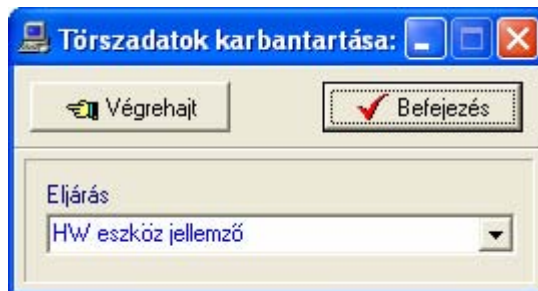 Törszadatok karbantartása:
Végrehajt
Befejezés
Eljárás
HW eszköz jellemző